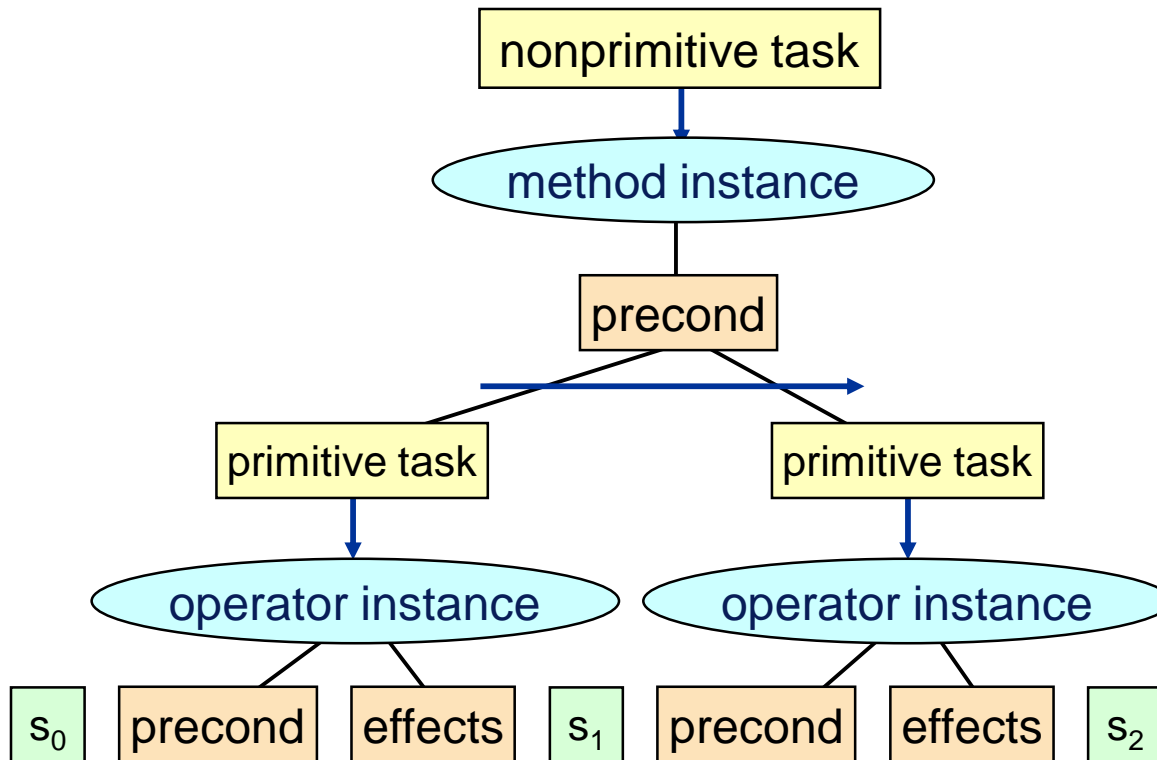 nonprimitive task
method instance
precond
primitive task primitive task
operator instance operator instance
s₀ precond effects s₁ precond effects s₂